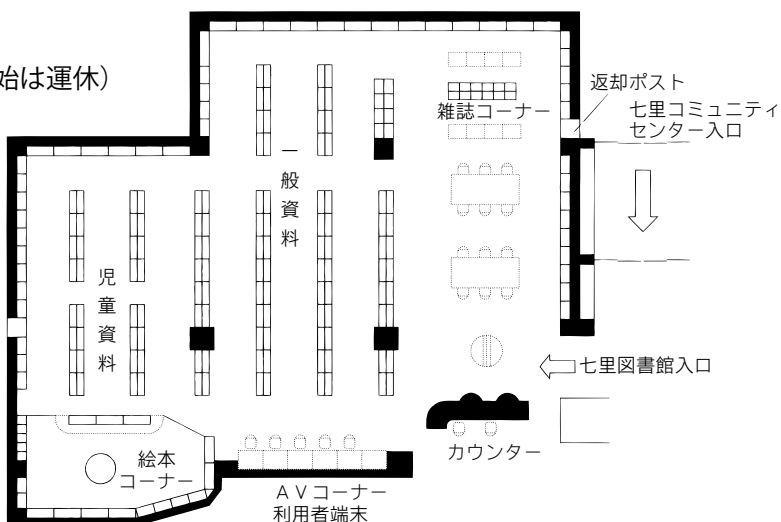 始は運休）
返却ポスト
七里コミュニティ
センター入口
雑誌コーナー
一般資料
児童資料
七里図書館入口
カウンター
絵本
コーナー
ＡＶコーナー
利用者端末